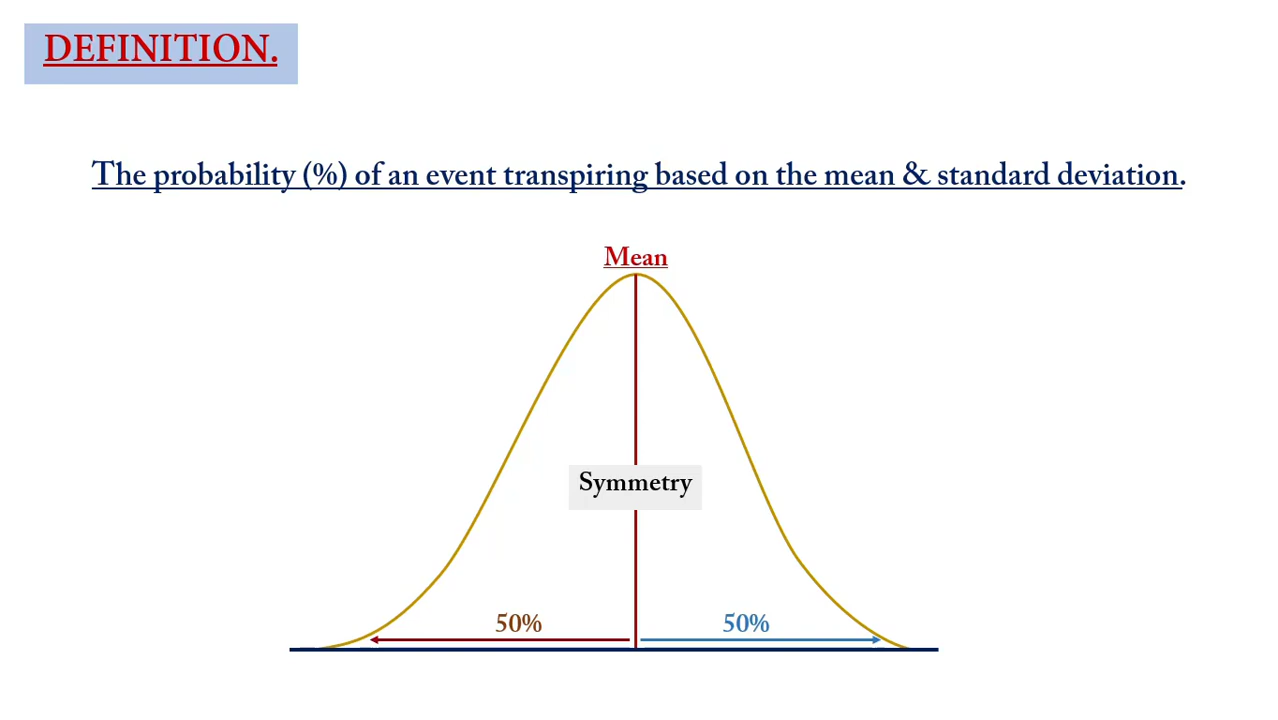 DEFINITION.
The probability (%) of an event transpiring based on the mean & standard deviation.
Mean
Symmetry
50%
50%